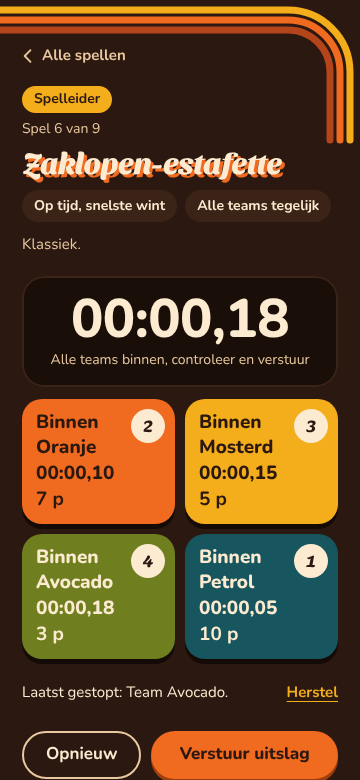 Alle spellen
Spelleider
Spel 6 van 9
Zaklopen-estafette
Op tijd, snelste wint
Alle teams tegelijk
Klassiek.
00:00,18
Alle teams binnen, controleer en verstuur
Binnen
Oranje
00:00,10
7 p
2
Binnen
Mosterd
00:00,15
5 p
3
Binnen
Avocado
00:00,18
3 p
4
Binnen
Petrol
00:00,05
10 p
1
Laatst gestopt: Team Avocado.
Herstel
Opnieuw
Verstuur uitslag